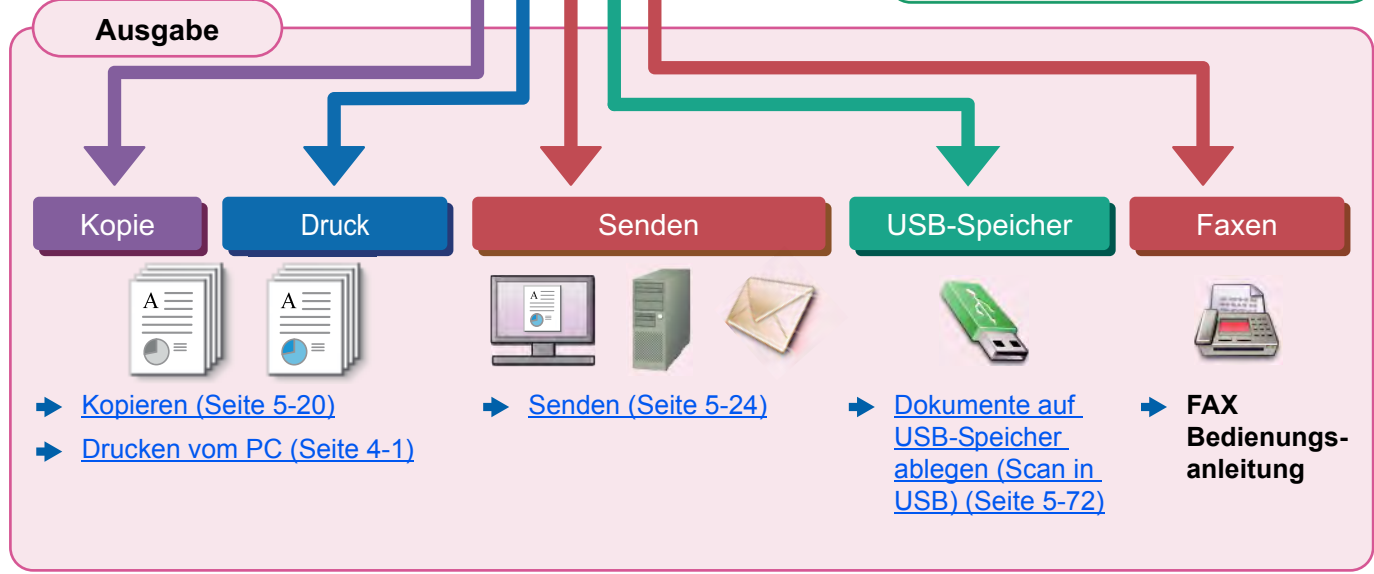 Ausgabe
Kopie
Druck
Senden
USB-Speicher
Faxen
A
A
A
Kopieren (Seite 5-20)
Drucken vom PC (Seite 4-1)
Senden (Seite 5-24)
Dokumente auf
USB-Speicher
ablegen (Scan in
USB) (Seite 5-72)
FAX
Bedienungs-
anleitung